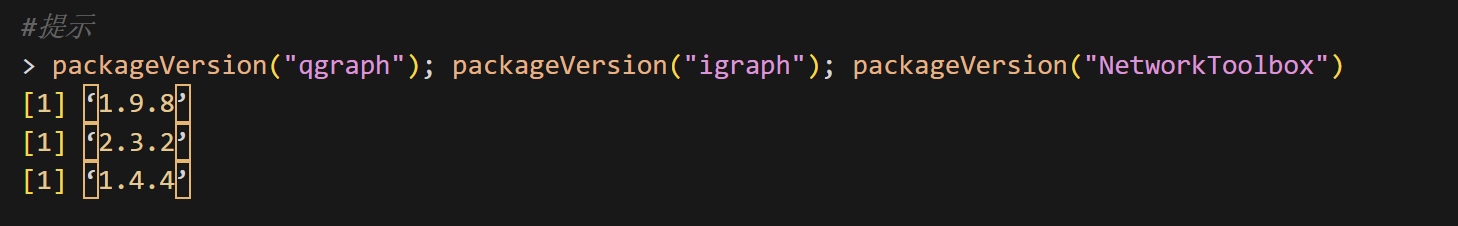 #提示
> packageVersion("qgraph"); packageVersion("igraph"); packageVersion("NetworkToolbox")
[1] ‘1.9.8’
[1] ‘2.3.2’
[1] ‘1.4.4’